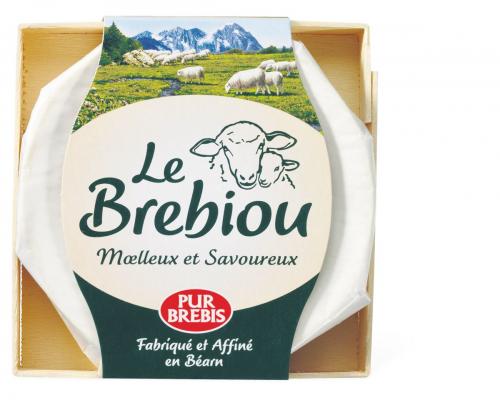 Le
Brebiou
Mœlleux et Savoureux
PUR
BREBIS
Fabriqué et Affiné
en Béarn